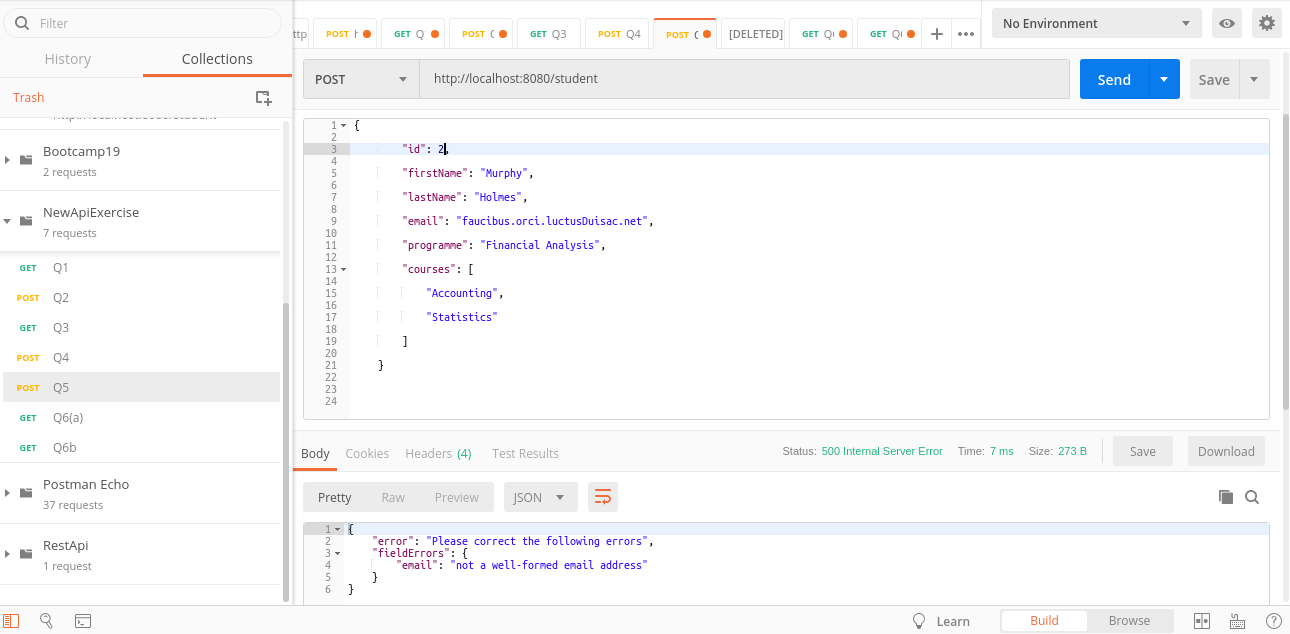 Filter
History
Collections
Trash
Bootcamp19
2 requests
NewApiExercise
7 requests
GET Q1
POST Q2
GET Q3
POST Q4
POST Q5
GET Q6(a)
GET Q6b
Postman Echo
37 requests
RestApi
1 request
POST
GET Q
POST
GET Q3
POST Q4
POST
[DELETED]
GET
GET
No Environment
POST
http://localhost:8080/student
Send
Save
1 {
2
3 "id": 2,
4
5 "firstName": "Murphy",
6
7 "lastName": "Holmes",
8
9 "email": "faucibus.orci.luctusDuisac.net",
10
11 "programme": "Financial Analysis",
12
13 "courses": [
14
15 "Accounting",
16
17 "Statistics"
18
19 ]
20
21 }
22
23
24
Body
Cookies
Headers (4)
Test Results
Status: 500 Internal Server Error
Time: 7 ms
Size: 273 B
Save
Download
Pretty
Raw
Preview
JSON
1 {
2 "error": "Please correct the following errors",
3 "fieldErrors": {
4 "email": "not a well-formed email address"
5 }
6 }
Learn
Build
Browse